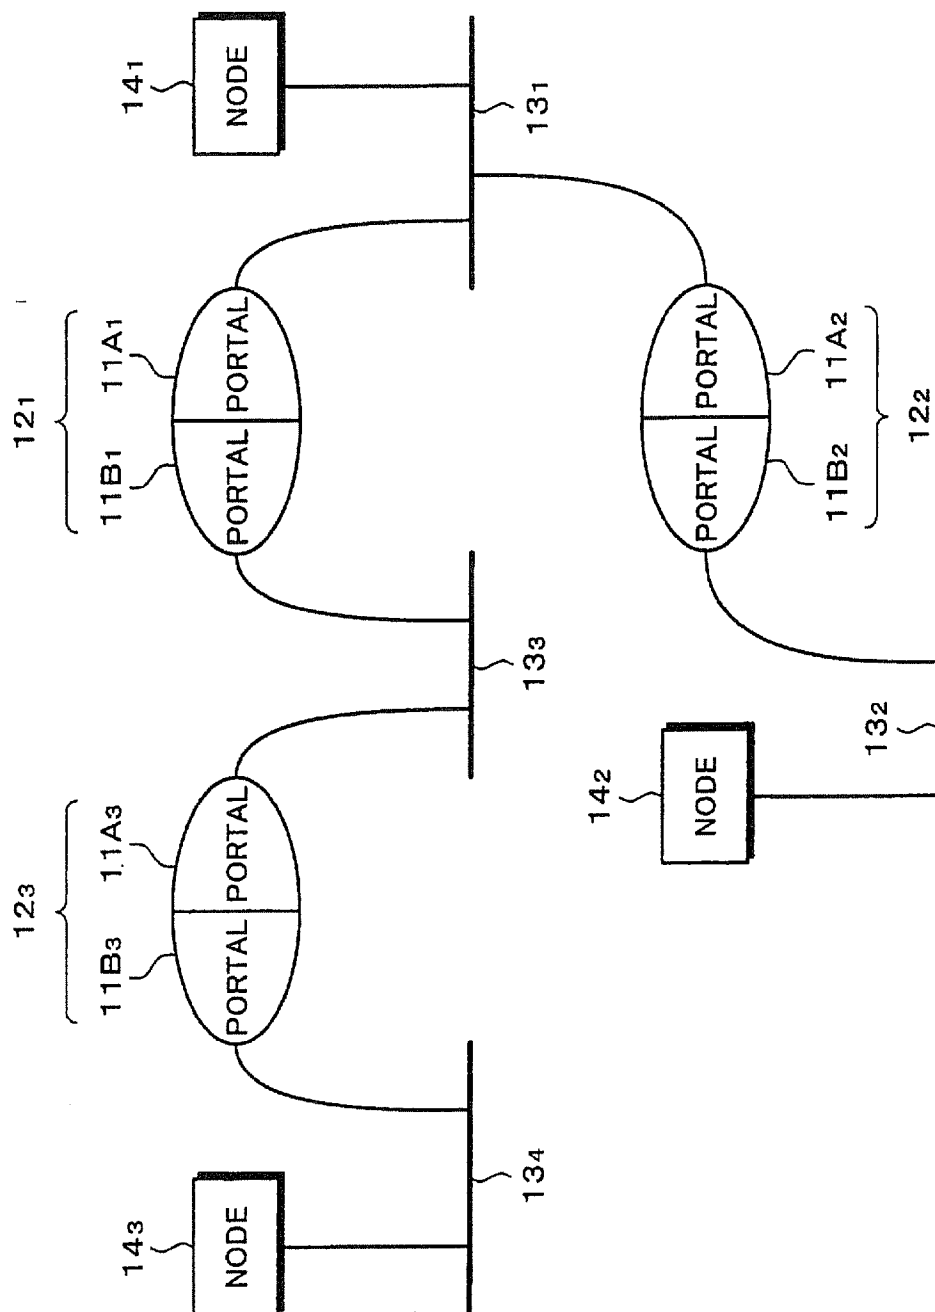 12₃ 12₁
11B₃ 11A₃ 11B₁ 11A₁
14₃ 14₁
NODE PORTAL PORTAL PORTAL PORTAL NODE
13₄ 13₃ 13₁
14₂
NODE PORTAL PORTAL
11B₂ 11A₂
13₂
12₂